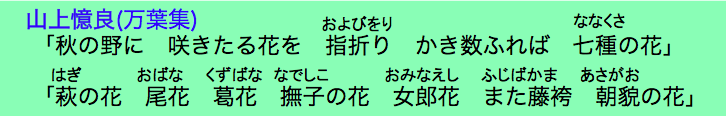 山上憶良(万葉集)
およびをり ななくさ
「秋の野に 咲きたる花を 指折り かき数ふれば 七種の花」
はぎ おばな くずばな なでしこ おみなえし ふじばかま あさがお
「萩の花 尾花 葛花 撫子の花 女郎花 また藤袴 朝貌の花」